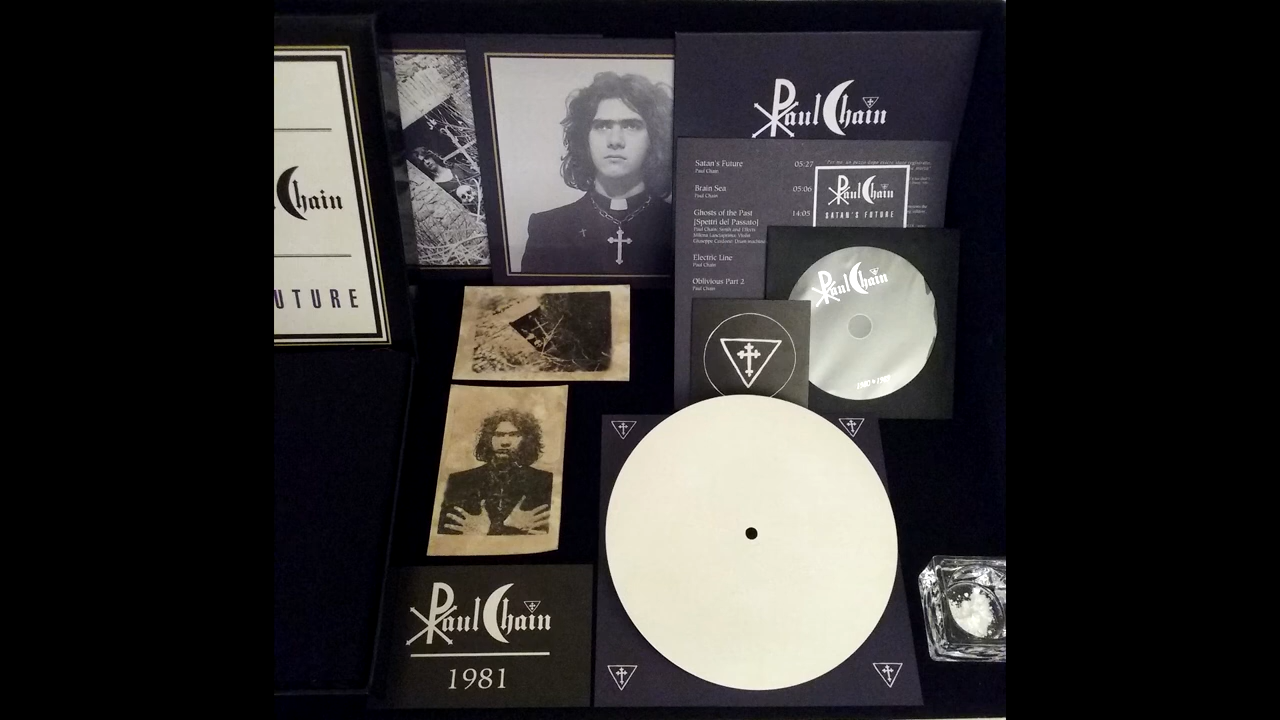 Chain
UTURE
Paul Chain
Satan's Future 05:27
Paul Chain
Brain Sea 05:06
Paul Chain
Ghosts of the Past 14:05
[Spettri del Passato]
Electric Line
Paul Chain
Oblivious Part 2
Paul Chain
Paul Chain
SATAN'S FUTURE
Paul Chain
Paul Chain
1981